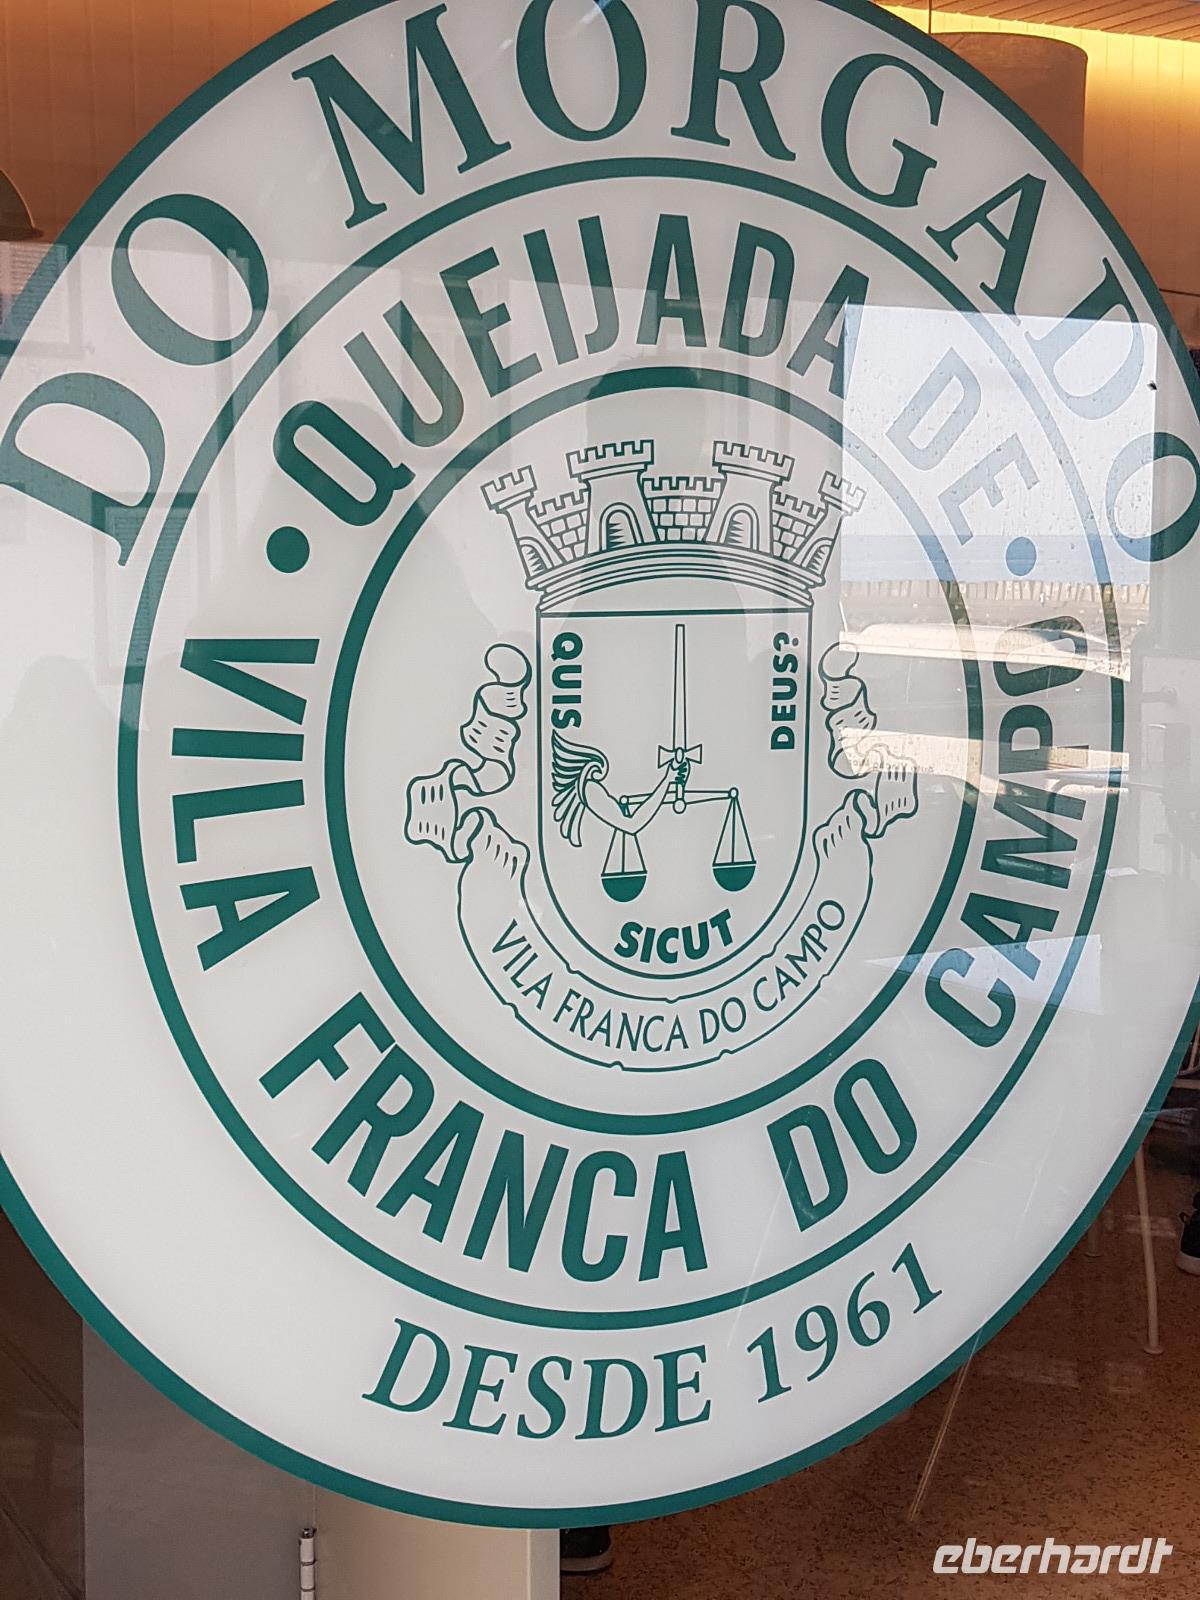 DO MORGADO
QUEIJADA DE
VILA FRANCA DO CAMPO
QUIS
DEUS?
SICUT
VILA FRANCA DO CAMPO
DESDE 1961
eberhardt